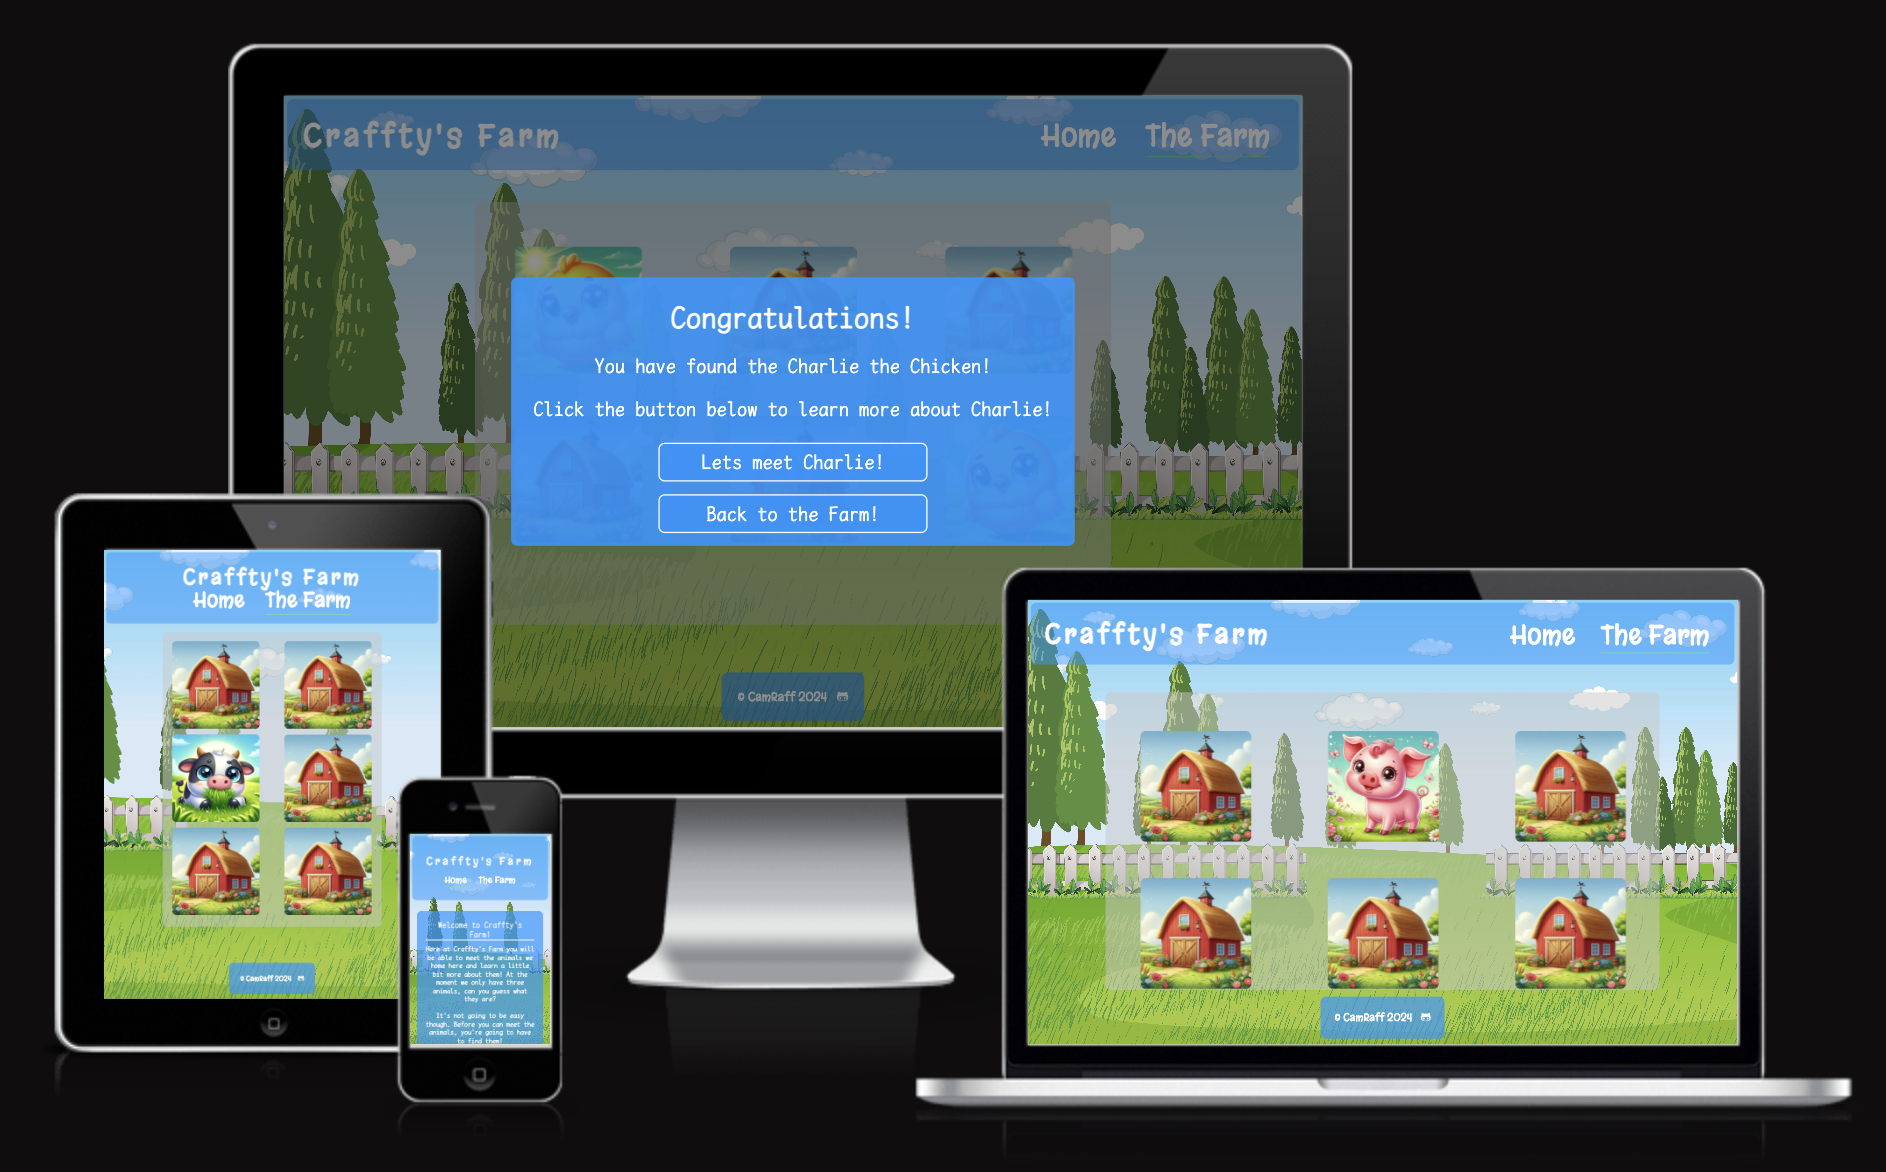 Craffty's Farm
Home The Farm
Congratulations!
You have found the Charlie the Chicken!
Click the button below to learn more about Charlie!
Lets meet Charlie!
Back to the Farm!
© CamRaff 2024
Craffty's Farm
Home The Farm
© CamRaff 2024
Craffty's Farm
Home The Farm
Welcome to Craffty's
Farm!
Here at Craffty's Farm you will
be able to meet the animals we
home here and learn a little
bit more about them! At the
moment we only have three
animals, can you guess what
they are?
It's not going to be easy
though. Before you can meet the
animals, you're going to have
to find them!
Craffty's Farm
Home The Farm
© CamRaff 2024